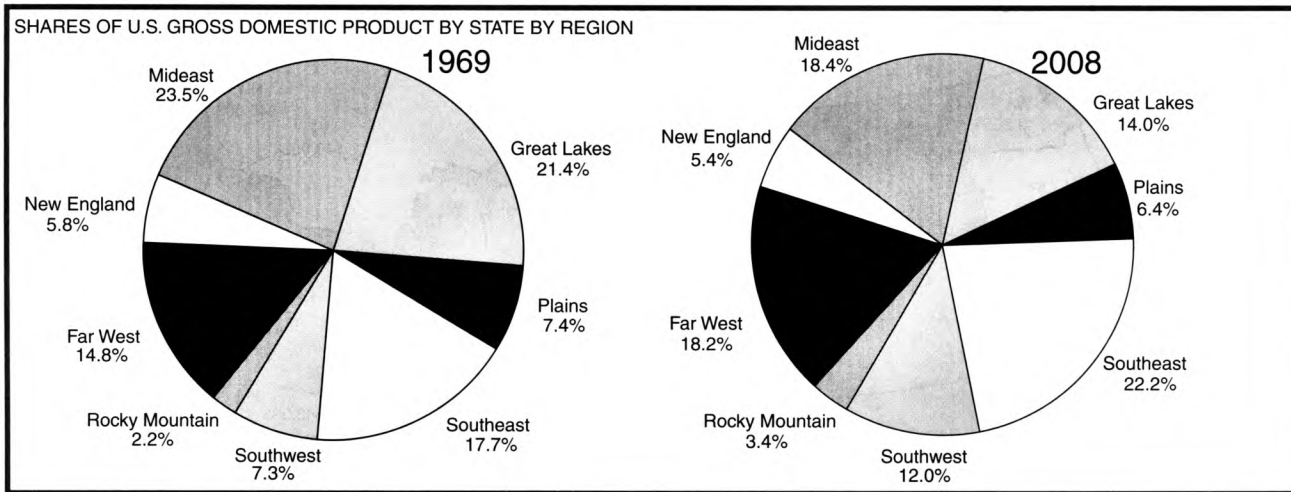 SHARES OF U.S. GROSS DOMESTIC PRODUCT BY STATE BY REGION
1969
Mideast
23.5%
Great Lakes
21.4%
New England
5.8%
Plains
7.4%
Far West
14.8%
Rocky Mountain
2.2%
Southwest
7.3%
Southeast
17.7%
2008
Mideast
18.4%
Great Lakes
14.0%
New England
5.4%
Plains
6.4%
Far West
18.2%
Southeast
22.2%
Rocky Mountain
3.4%
Southwest
12.0%